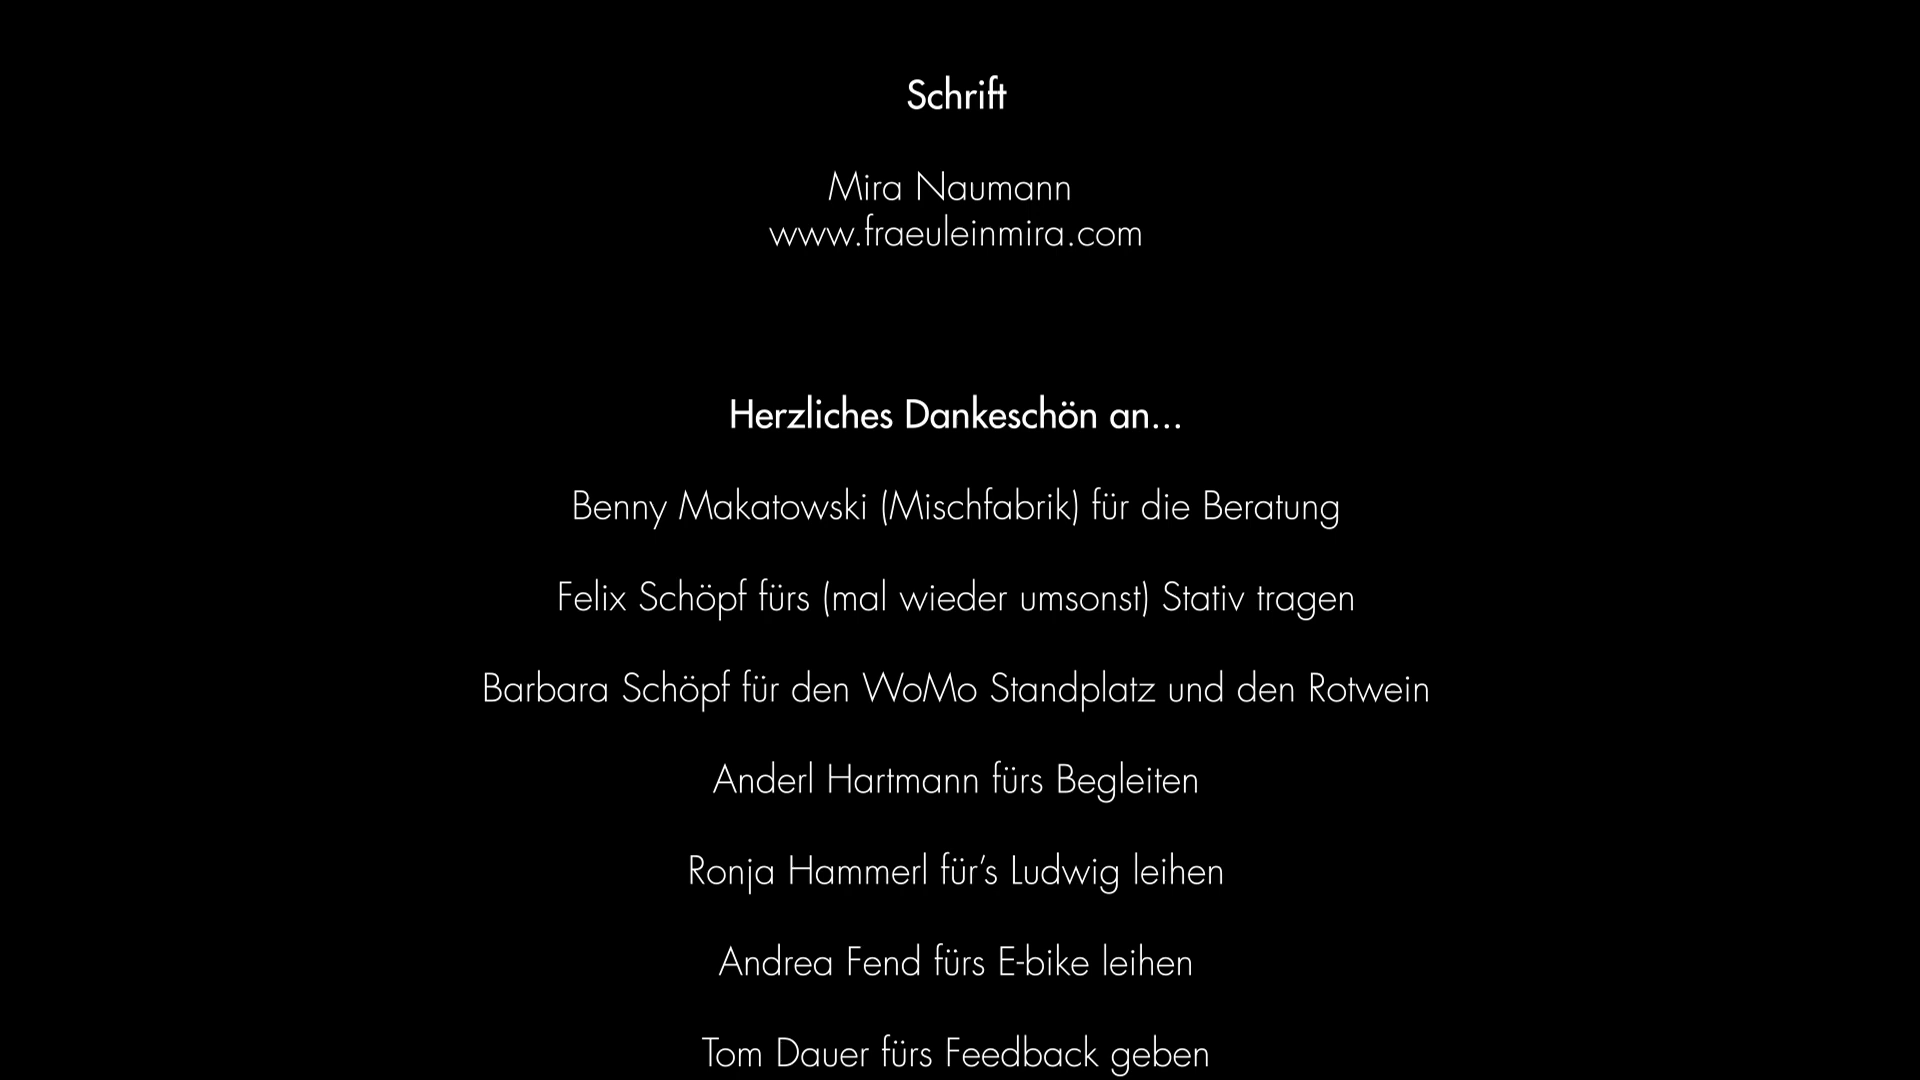 Schrift
Mira Naumann
www.fraeuleinmira.com
Herzliches Dankeschön an...
Benny Makatowski (Mischfabrik) für die Beratung
Felix Schöpf fürs (mal wieder umsonst) Stativ tragen
Barbara Schöpf für den WoMo Standplatz und den Rotwein
Anderl Hartmann fürs Begleiten
Ronja Hammerl für’s Ludwig leihen
Andrea Fend fürs E-bike leihen
Tom Dauer fürs Feedback geben